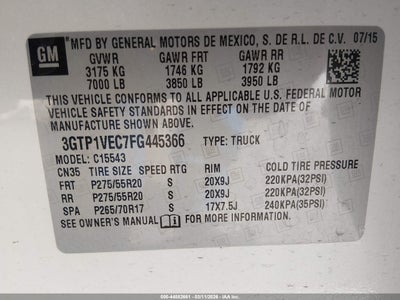 GM
MFD BY GENERAL MOTORS DE MEXICO, S. DE R.L. DE C.V. 07/15
GVWR GAWR FRT GAWR RR
3175 KG 1746 KG 1792 KG
7000 LB 3850 LB 3950 LB
THIS VEHICLE CONFORMS TO ALL APPLICABLE U.S. FEDERAL MOTOR
VEHICLE SAFETY STANDARDS IN EFFECT ON THE DATE OF
MANUFACTURE SHOWN ABOVE.
3GTP1VEC7FG445366 TYPE: TRUCK
C15543
CN35 TIRE SIZE SPEED RTG RIM COLD TIRE PRESSURE
FRT P275/55R20 S 20X9J 220KPA(32PSI)
RR P275/55R20 S 20X9J 220KPA(32PSI)
SPA P265/70R17 S 17X7.5J 240KPA(35PSI)
SEE OWNER'S MANUAL FOR ADDITIONAL INFORMATION.